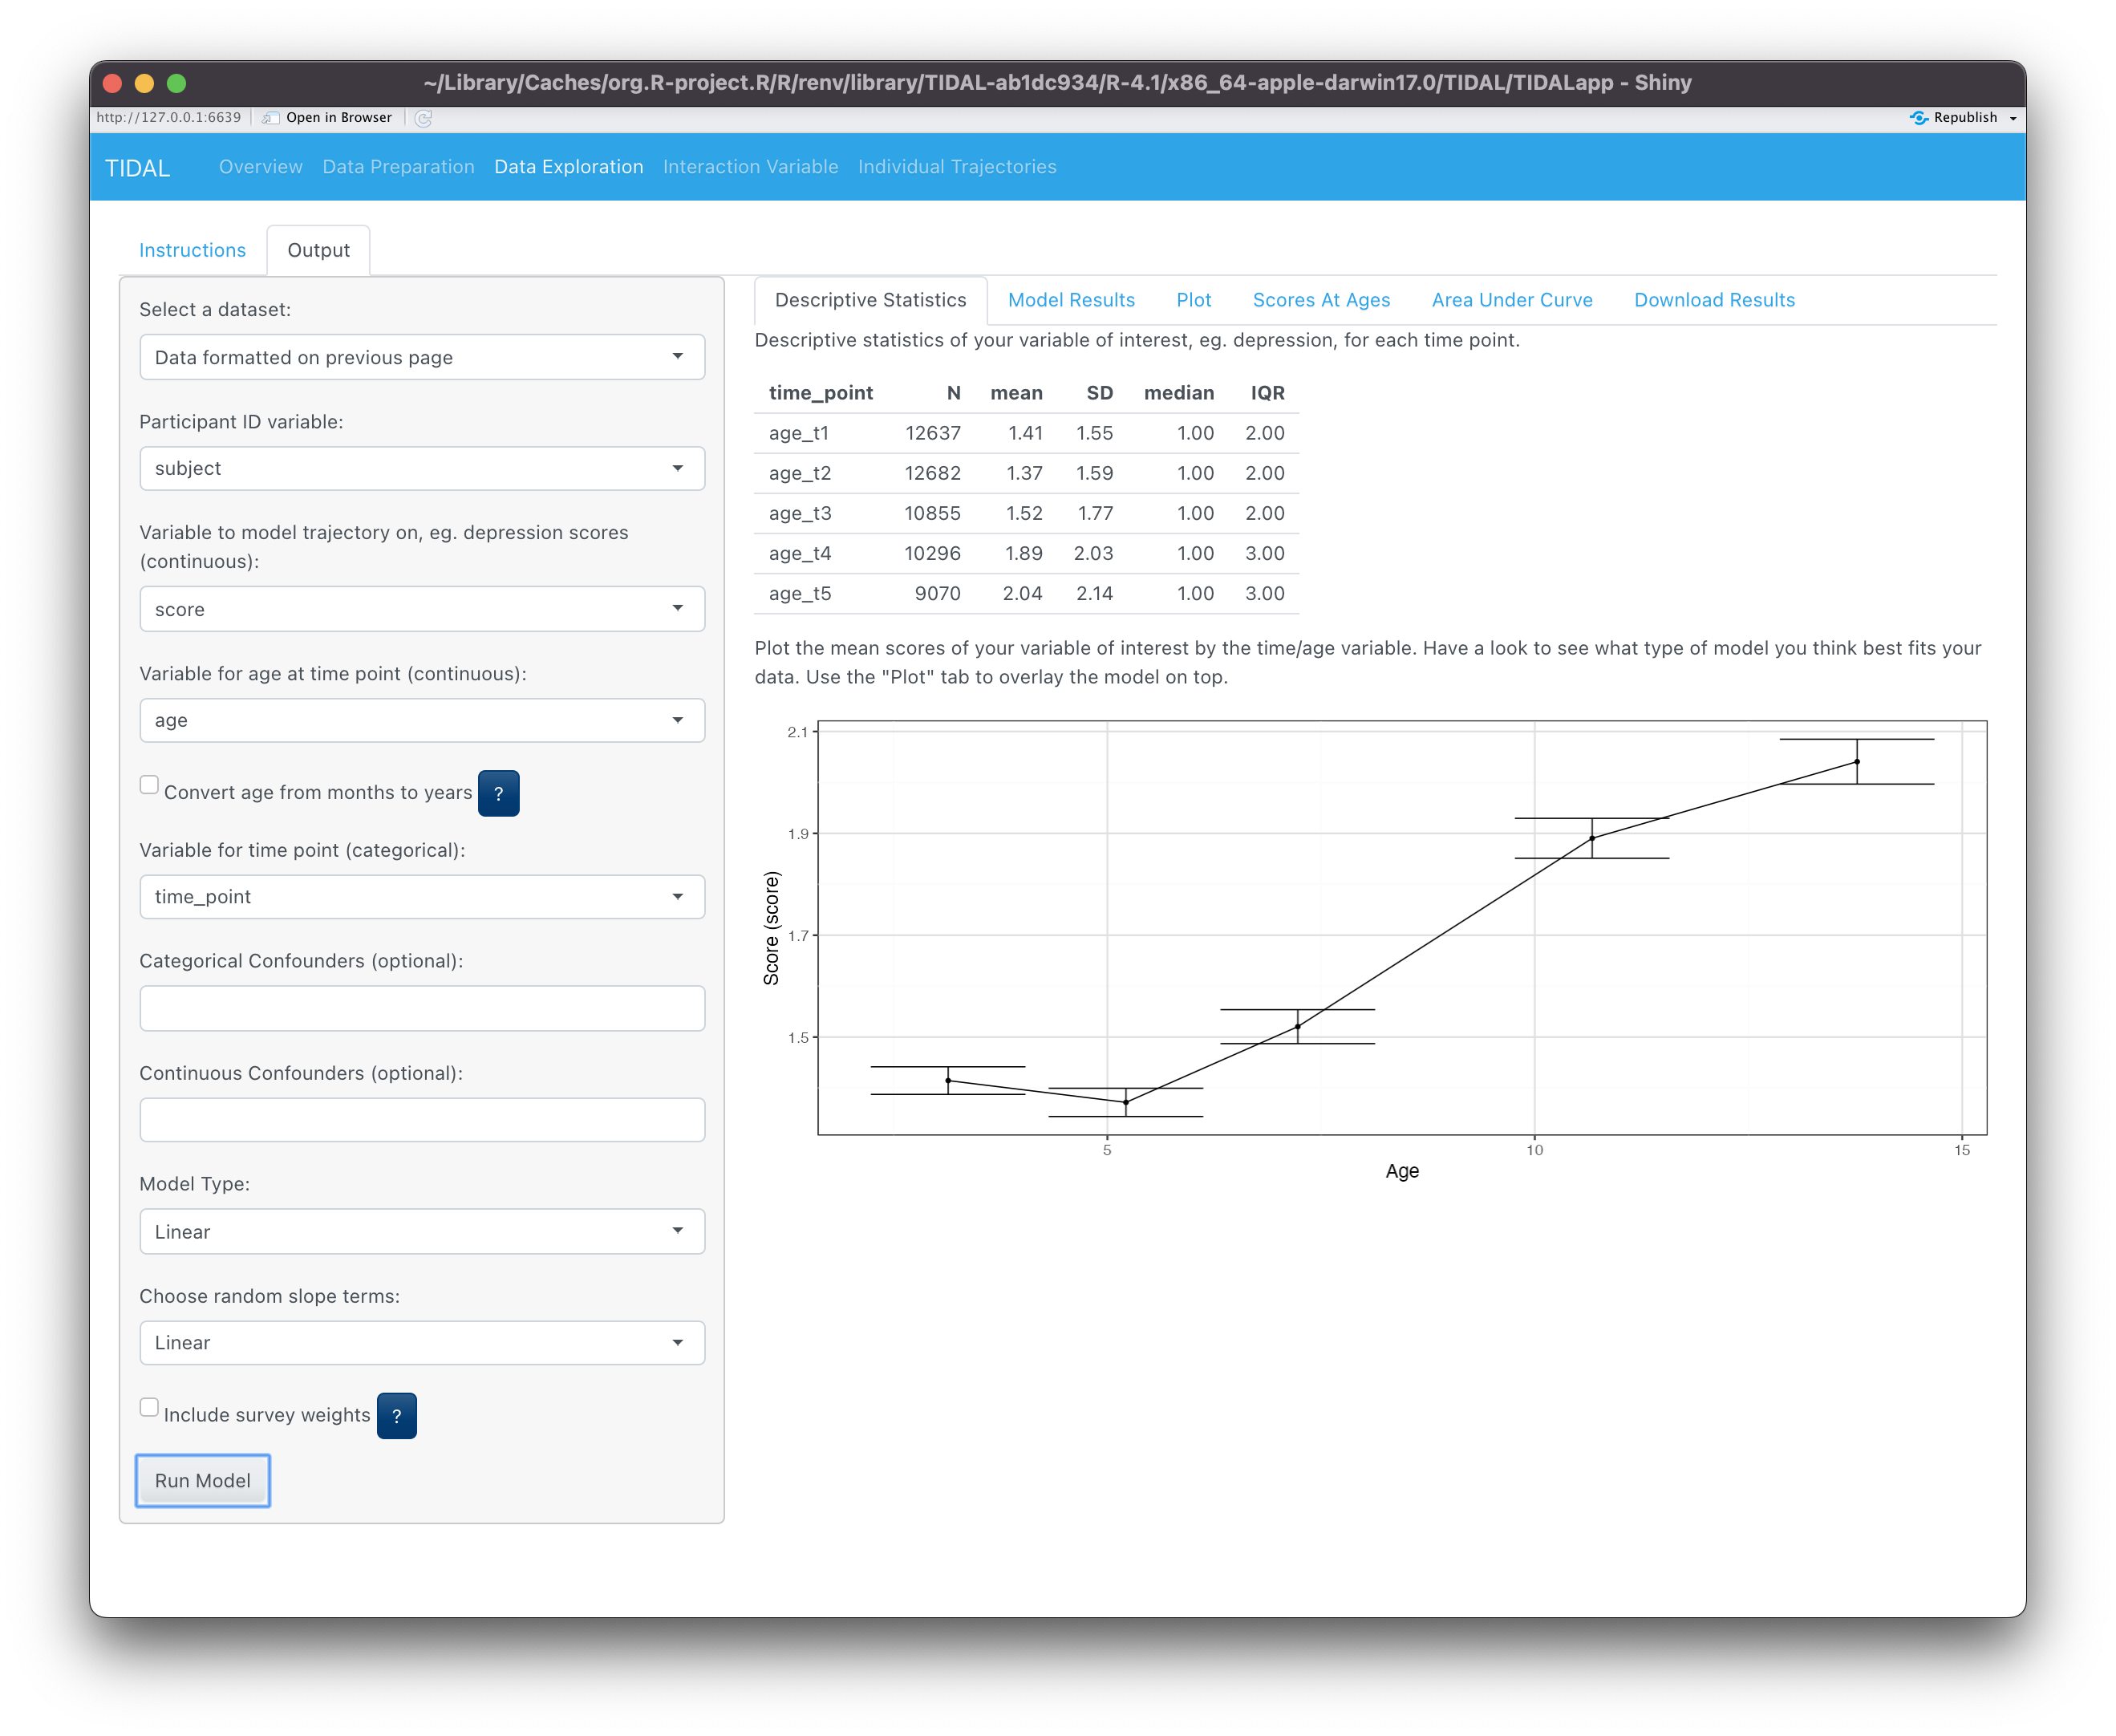 ~/Library/Caches/org.R-project.R/R/renv/library/TIDAL-ab1dc934/R-4.1/x86_64-apple-darwin17.0/TIDAL/TIDALapp - Shiny
http://127.0.0.1:6639 Open in Browser Republish
TIDAL Overview Data Preparation Data Exploration Interaction Variable Individual Trajectories
Instructions Output
Select a dataset:
Data formatted on previous page
Participant ID variable:
subject
Variable to model trajectory on, eg. depression scores
(continuous):
score
Variable for age at time point (continuous):
age
Convert age from months to years ?
Variable for time point (categorical):
time_point
Categorical Confounders (optional):
Continuous Confounders (optional):
Model Type:
Linear
Choose random slope terms:
Linear
Include survey weights ?
Run Model
Descriptive Statistics Model Results Plot Scores At Ages Area Under Curve Download Results
Descriptive statistics of your variable of interest, eg. depression, for each time point.
time_point N mean SD median IQR
age_t1 12637 1.41 1.55 1.00 2.00
age_t2 12682 1.37 1.59 1.00 2.00
age_t3 10855 1.52 1.77 1.00 2.00
age_t4 10296 1.89 2.03 1.00 3.00
age_t5 9070 2.04 2.14 1.00 3.00
Plot the mean scores of your variable of interest by the time/age variable. Have a look to see what type of model you think best fits your
data. Use the "Plot" tab to overlay the model on top.
2.1
1.9
1.7
1.5
Score (score)
5 10 15
Age